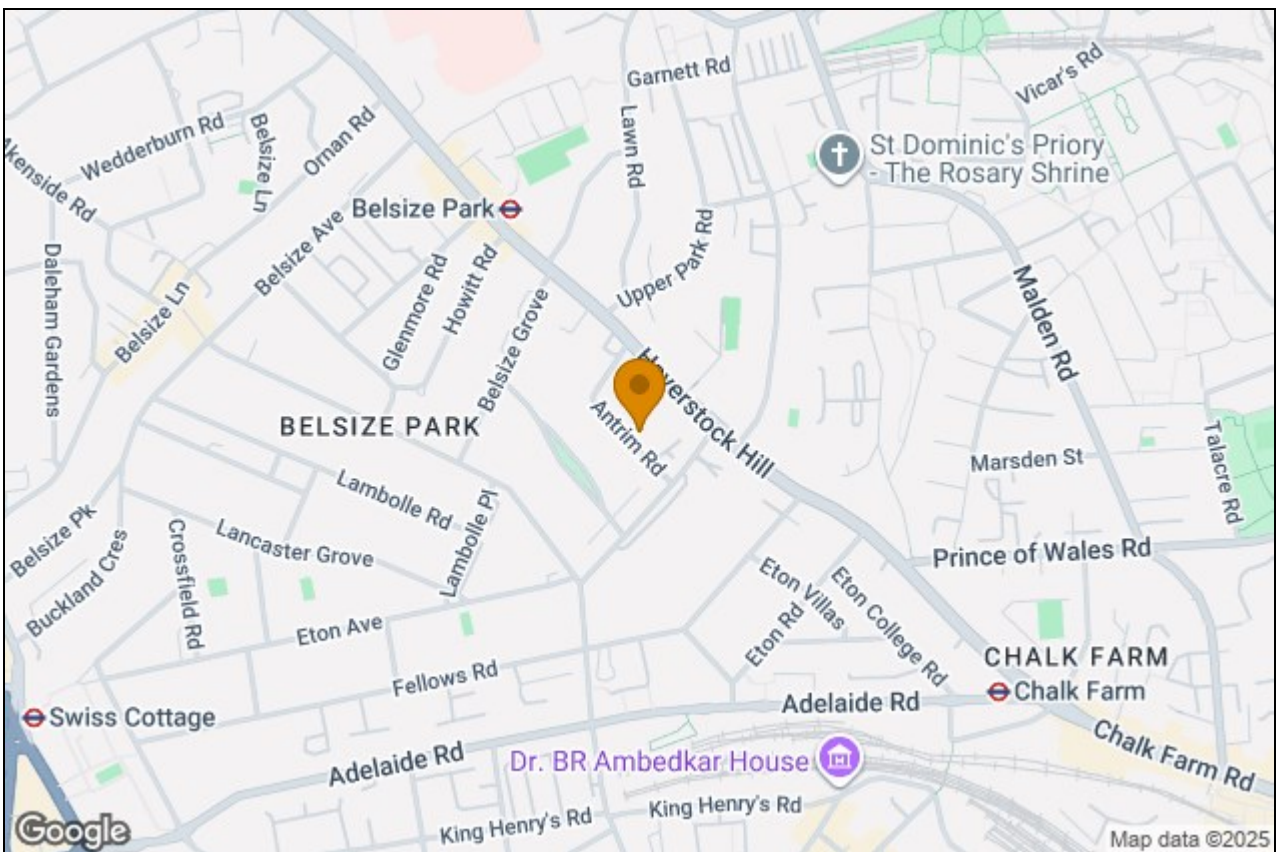 Garnett Rd
Vicar's Rd
Lawn Rd
Wedderburn Rd
Belsize Ln
Ornan Rd
St Dominic's Priory
- The Rosary Shrine
Akenside Rd
Belsize Park
Belsize Ave
Daleham Gardens
Upper Park Rd
Glenmore Rd
Howitt Rd
Malden Rd
Belsize Ln
Belsize Grove
Haverstock Hill
BELSIZE PARK
Antrim Rd
Talacre Rd
Marsden St
Lambolle Rd
Belsize Pk
Buckland Cres
Crossfield Rd
Lancaster Grove
Lambolle Pl
Prince of Wales Rd
Eton Villas
Eton College Rd
Eton Ave
Eton Rd
CHALK FARM
Fellows Rd
Chalk Farm
Swiss Cottage
Adelaide Rd
Adelaide Rd
Dr. BR Ambedkar House
Chalk Farm Rd
King Henry's Rd
King Henry's Rd
Google
Map data ©2025